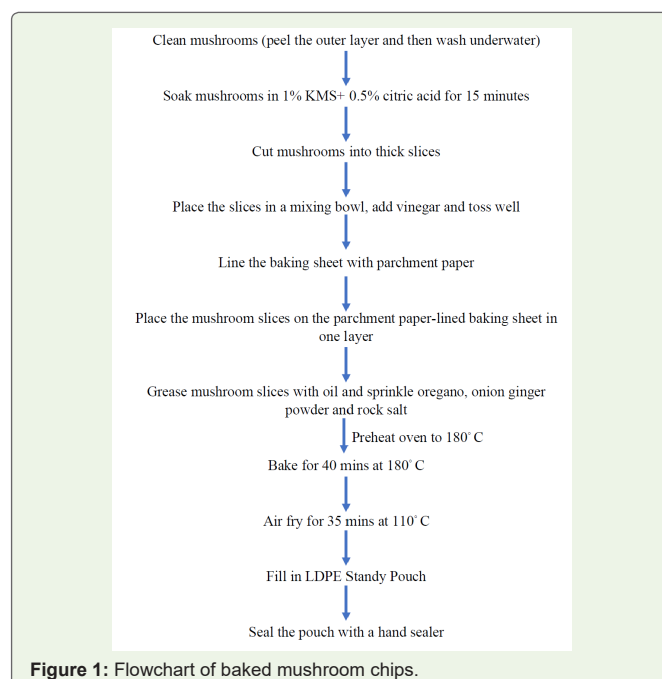 Clean mushrooms (peel the outer layer and then wash underwater)
Soak mushrooms in 1% KMS+ 0.5% citric acid for 15 minutes
Cut mushrooms into thick slices
Place the slices in a mixing bowl, add vinegar and toss well
Line the baking sheet with parchment paper
Place the mushroom slices on the parchment paper-lined baking sheet in
one layer
Grease mushroom slices with oil and sprinkle oregano, onion ginger
powder and rock salt
Preheat oven to 180˚ C
Bake for 40 mins at 180˚ C
Air fry for 35 mins at 110˚ C
Fill in LDPE Standy Pouch
Seal the pouch with a hand sealer
Figure 1: Flowchart of baked mushroom chips.